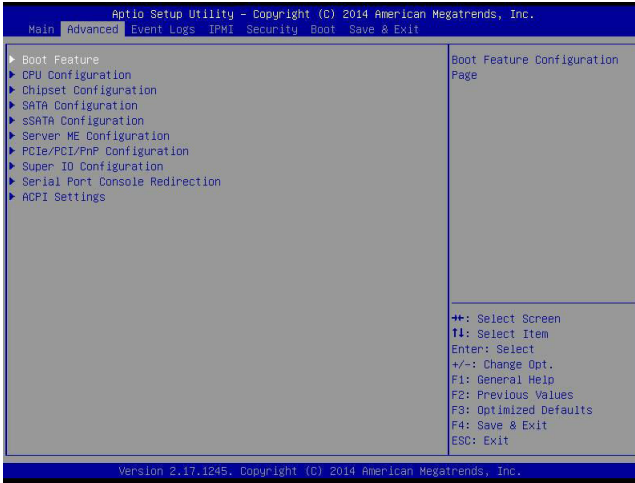 Aptio Setup Utility – Copyright (C) 2014 American Megatrends, Inc.
Main Advanced Event Logs IPMI Security Boot Save & Exit
Boot Feature
CPU Configuration
Chipset Configuration
SATA Configuration
sSATA Configuration
Server ME Configuration
PCIe/PCI/PnP Configuration
Super IO Configuration
Serial Port Console Redirection
ACPI Settings
Boot Feature Configuration
Page
→←: Select Screen
↑↓: Select Item
Enter: Select
+/-: Change Opt.
F1: General Help
F2: Previous Values
F3: Optimized Defaults
F4: Save & Exit
ESC: Exit
Version 2.17.1245. Copyright (C) 2014 American Megatrends, Inc.